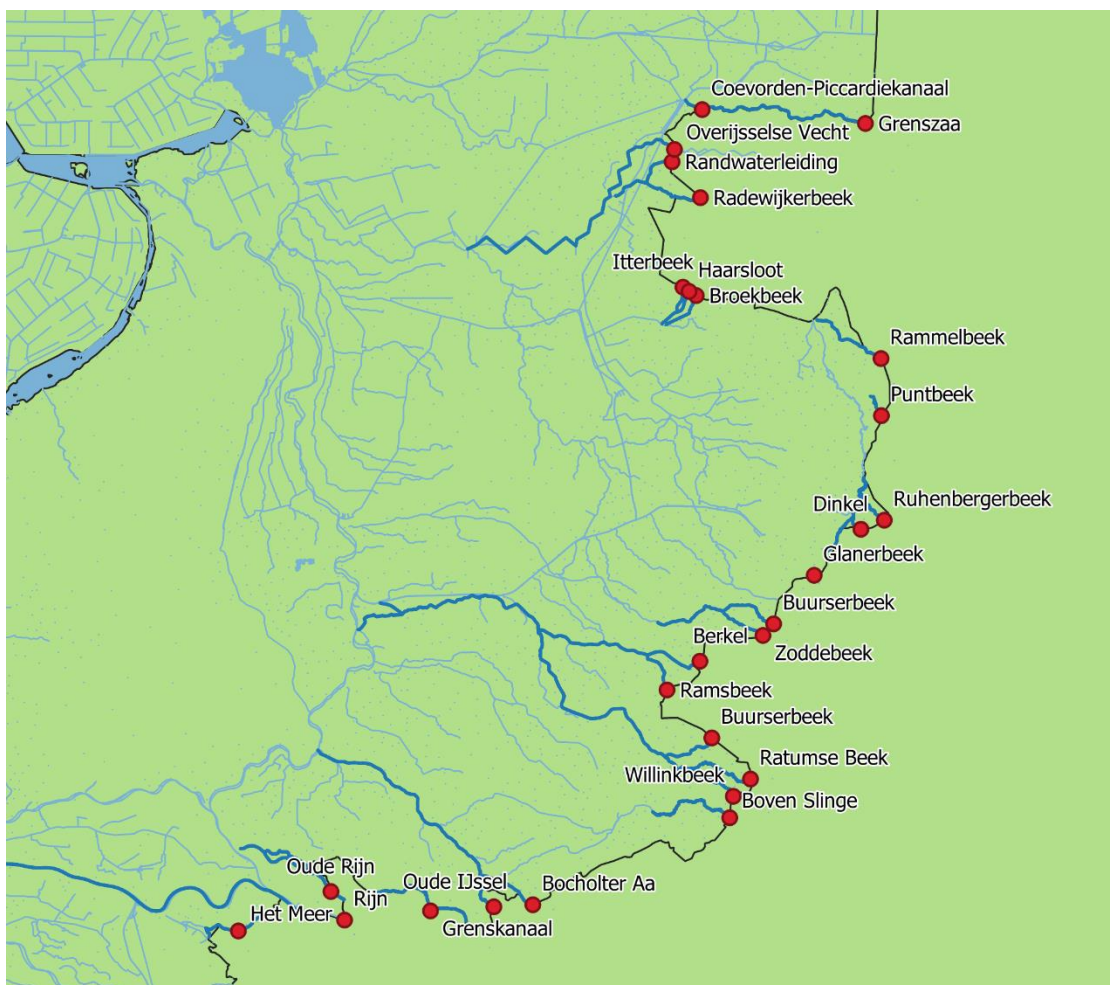 Coevorden-Piccardiekanaal
Grenszaa
Overijsselse Vecht
Randwaterleiding
Radewijkerbeek
Itterbeek
Haarsloot
Broekbeek
Rammelbeek
Puntbeek
Dinkel
Ruhenbergerbeek
Glanerbeek
Buurserbeek
Berkel
Zoddebeek
Ramsbeek
Buurserbeek
Ratumse Beek
Willinkbeek
Boven Slinge
Oude Rijn
Rijn
Oude IJssel
Bocholter Aa
Het Meer
Grenskanaal